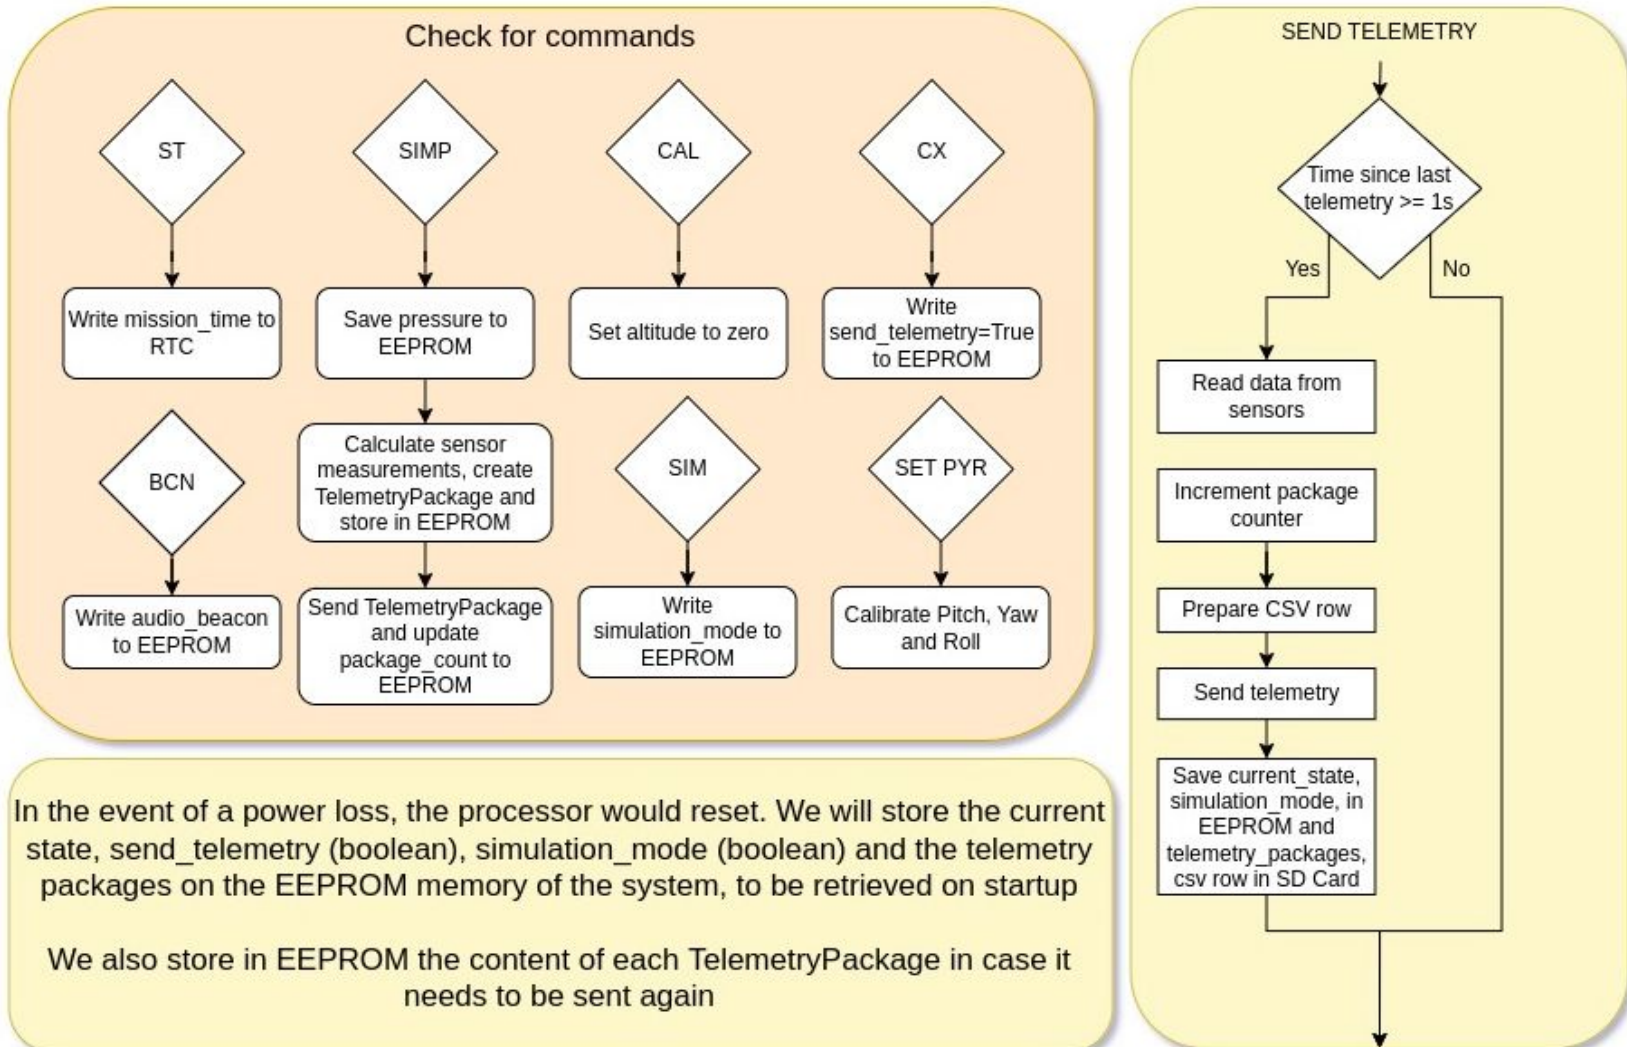 Check for commands
ST
SIMP
CAL
CX
Write mission_time to
RTC
Save pressure to
EEPROM
Set altitude to zero
Write
send_telemetry=True
to EEPROM
BCN
Calculate sensor
measurements, create
TelemetryPackage and
store in EEPROM
SIM
SET PYR
Write audio_beacon
to EEPROM
Send TelemetryPackage
and update
package_count to
EEPROM
Write
simulation_mode to
EEPROM
Calibrate Pitch, Yaw
and Roll
In the event of a power loss, the processor would reset. We will store the current
state, send_telemetry (boolean), simulation_mode (boolean) and the telemetry
packages on the EEPROM memory of the system, to be retrieved on startup
We also store in EEPROM the content of each TelemetryPackage in case it
needs to be sent again
SEND TELEMETRY
Time since last
telemetry >= 1s
Yes
No
Read data from
sensors
Increment package
counter
Prepare CSV row
Send telemetry
Save current_state,
simulation_mode, in
EEPROM and
telemetry_packages,
csv row in SD Card